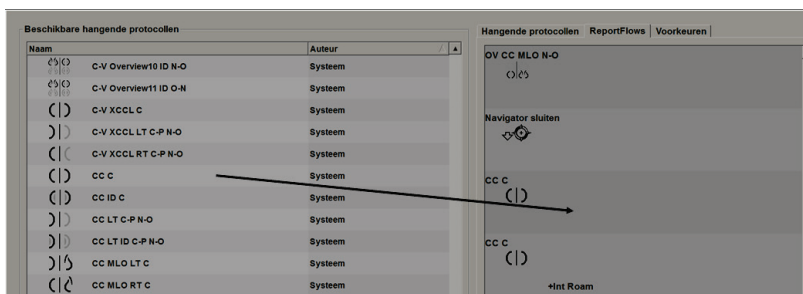 Beschikbare hangende protocollen
Naam Auteur
C-V Overview10 ID N-O Systeem
C-V Overview11 ID O-N Systeem
C-V XCCL C Systeem
C-V XCCL LT C-P N-O Systeem
C-V XCCL RT C-P N-O Systeem
CC C Systeem
CC ID C Systeem
CC LT C-P N-O Systeem
CC LT ID C-P N-O Systeem
CC MLO LT C Systeem
CC MLO RT C Systeem
Hangende protocollen ReportFlows Voorkeuren
OV CC MLO N-O
Navigator sluiten
CC C
CC C
+Int Roam